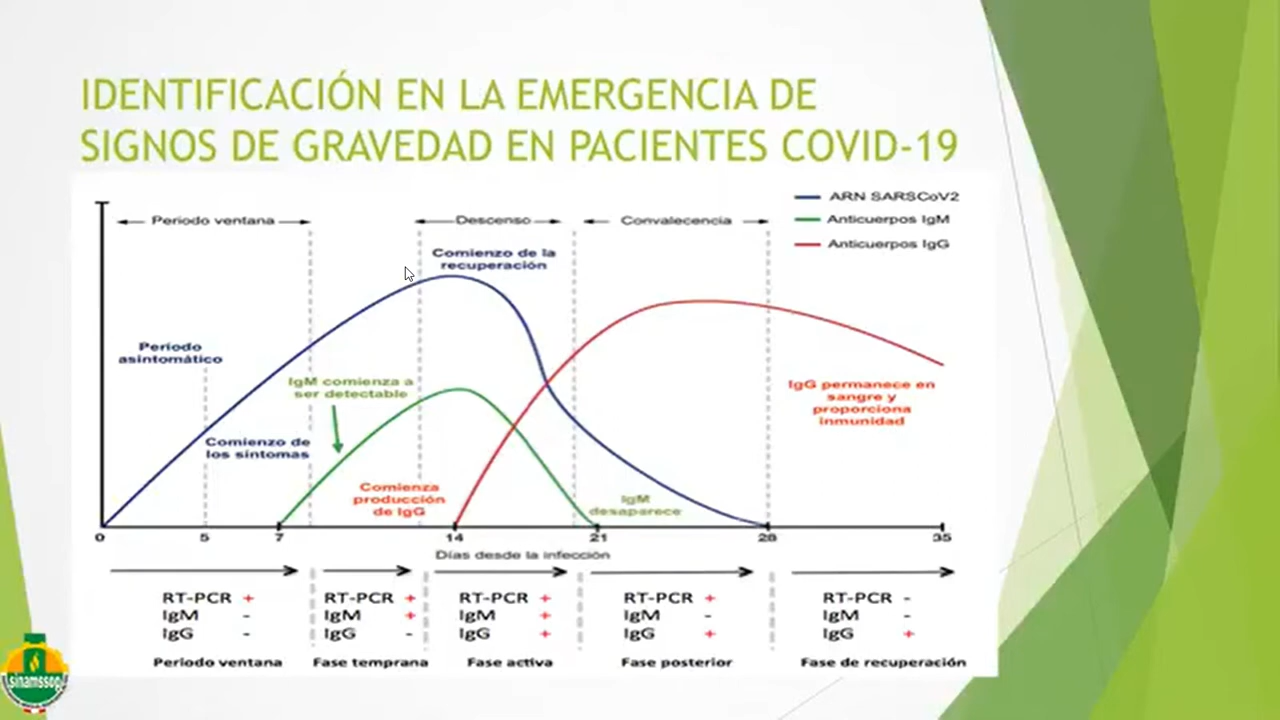 IDENTIFICACIÓN EN LA EMERGENCIA DE
SIGNOS DE GRAVEDAD EN PACIENTES COVID-19
ARN SARSCoV2
Anticuerpos IgM
Anticuerpos IgG
Periodo ventana
Descenso
Convalecencia
Comienzo de la
recuperación
Período
asintomático
IgM comienza a
ser detectable
Comienzo de
los síntomas
Comienza
producción
de IgG
IgM
desaparece
IgG permanece en
sangre y
proporciona
inmunidad
0 5 7 14 21 28 35
Días desde la infección
RT-PCR + RT-PCR + RT-PCR + RT-PCR + RT-PCR -
IgM - IgM + IgM + IgM - IgM -
IgG - IgG - IgG + IgG + IgG +
Periodo ventana Fase temprana Fase activa Fase posterior Fase de recuperación
sinamssop